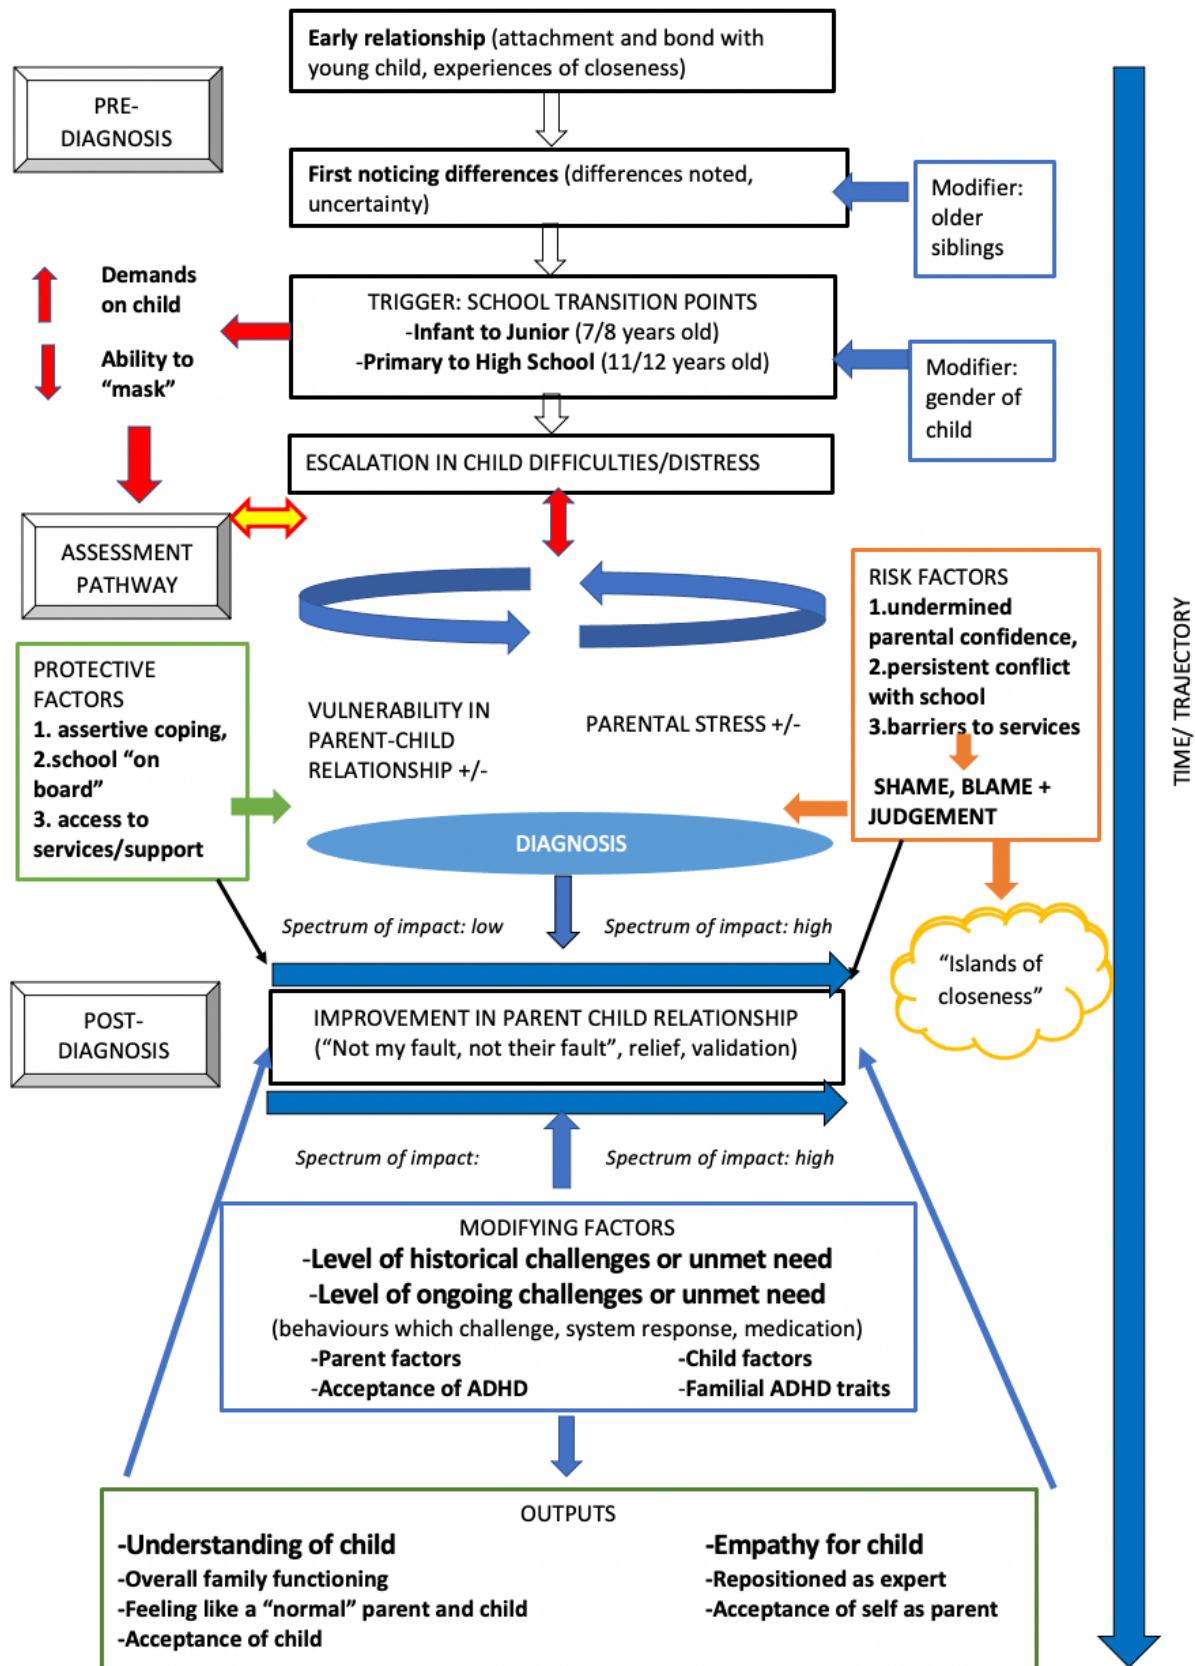 Early relationship (attachment and bond with
young child, experiences of closeness)
PRE-
DIAGNOSIS
First noticing differences (differences noted,
uncertainty)
Modifier:
older
siblings
Demands
on child
Ability to
“mask”
TRIGGER: SCHOOL TRANSITION POINTS
-Infant to Junior (7/8 years old)
-Primary to High School (11/12 years old)
Modifier:
gender of
child
ESCALATION IN CHILD DIFFICULTIES/DISTRESS
ASSESSMENT
PATHWAY
RISK FACTORS
1.undermined
parental confidence,
2.persistent conflict
with school
3.barriers to services
SHAME, BLAME +
JUDGEMENT
TIME/ TRAJECTORY
PROTECTIVE
FACTORS
1. assertive coping,
2.school “on
board”
3. access to
services/support
VULNERABILITY IN
PARENT-CHILD
RELATIONSHIP +/-
PARENTAL STRESS +/-
DIAGNOSIS
Spectrum of impact: low
Spectrum of impact: high
“Islands of
closeness”
POST-
DIAGNOSIS
IMPROVEMENT IN PARENT CHILD RELATIONSHIP
(“Not my fault, not their fault”, relief, validation)
Spectrum of impact:
Spectrum of impact: high
MODIFYING FACTORS
-Level of historical challenges or unmet need
-Level of ongoing challenges or unmet need
(behaviours which challenge, system response, medication)
-Parent factors
-Child factors
-Acceptance of ADHD
-Familial ADHD traits
OUTPUTS
-Understanding of child
-Empathy for child
-Overall family functioning
-Repositioned as expert
-Feeling like a “normal” parent and child
-Acceptance of self as parent
-Acceptance of child